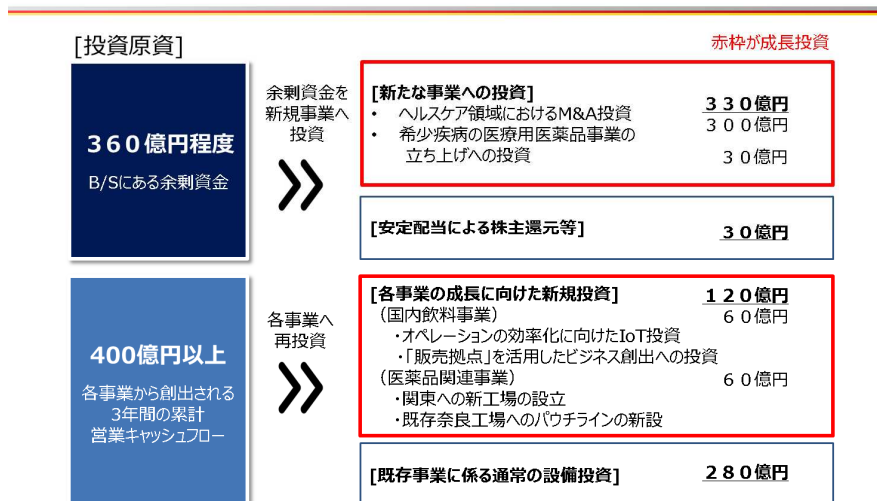 [投資原資]
赤枠が成長投資
360億円程度
B/Sにある余剰資金
余剰資金を
新規事業へ
投資
[新たな事業への投資]
330億円
・ ヘルスケア領域におけるM&A投資
300億円
・ 希少疾病の医療用医薬品事業の
立ち上げへの投資
30億円
[安定配当による株主還元等]
30億円
400億円以上
各事業から創出される
3年間の累計
営業キャッシュフロー
各事業へ
再投資
[各事業の成長に向けた新規投資]
120億円
（国内飲料事業）
60億円
・オペレーションの効率化に向けたIoT投資
・「販売拠点」を活用したビジネス創出への投資
（医薬品関連事業）
60億円
・関東への新工場の設立
・既存奈良工場へのパウチラインの新設
[既存事業に係る通常の設備投資]
280億円